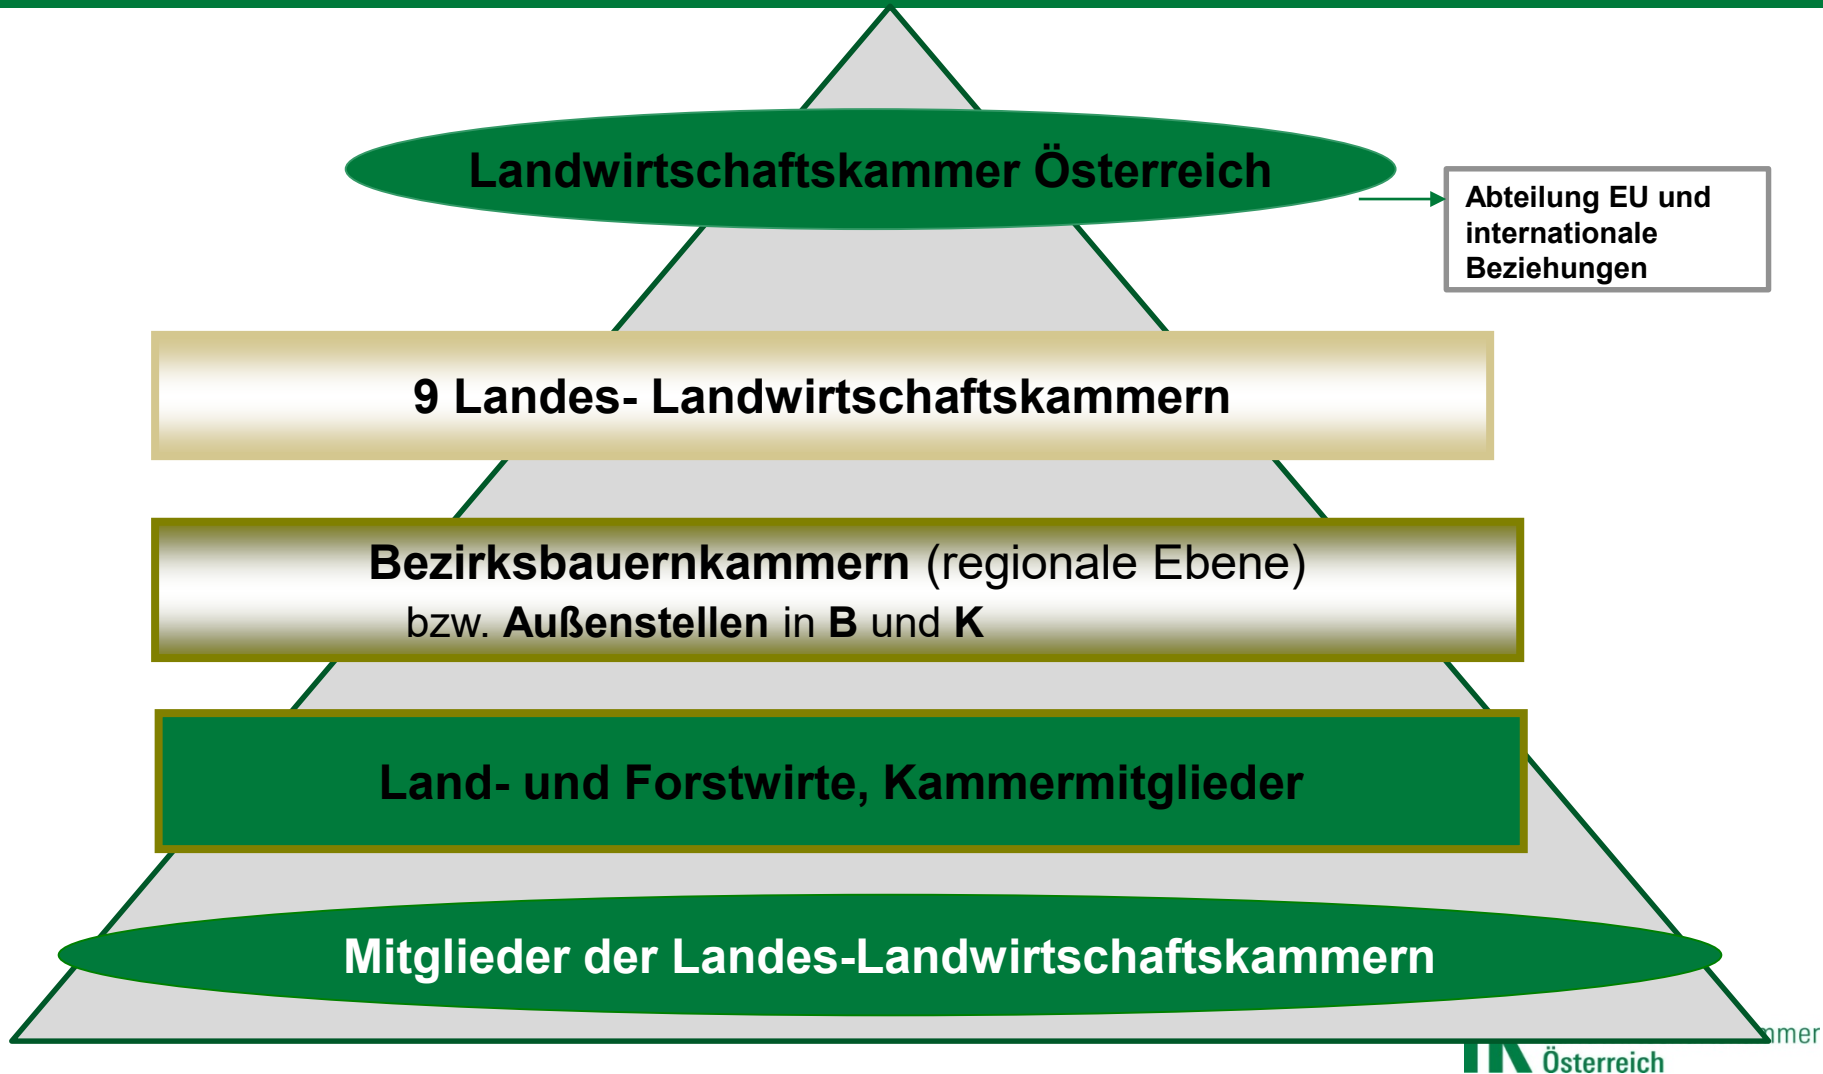 Landwirtschaftskammer Österreich
Abteilung EU und
internationale
Beziehungen
9 Landes- Landwirtschaftskammern
Bezirksbauernkammern (regionale Ebene)
bzw. Außenstellen in B und K
Land- und Forstwirte, Kammermitglieder
Mitglieder der Landes-Landwirtschaftskammern
Österreich